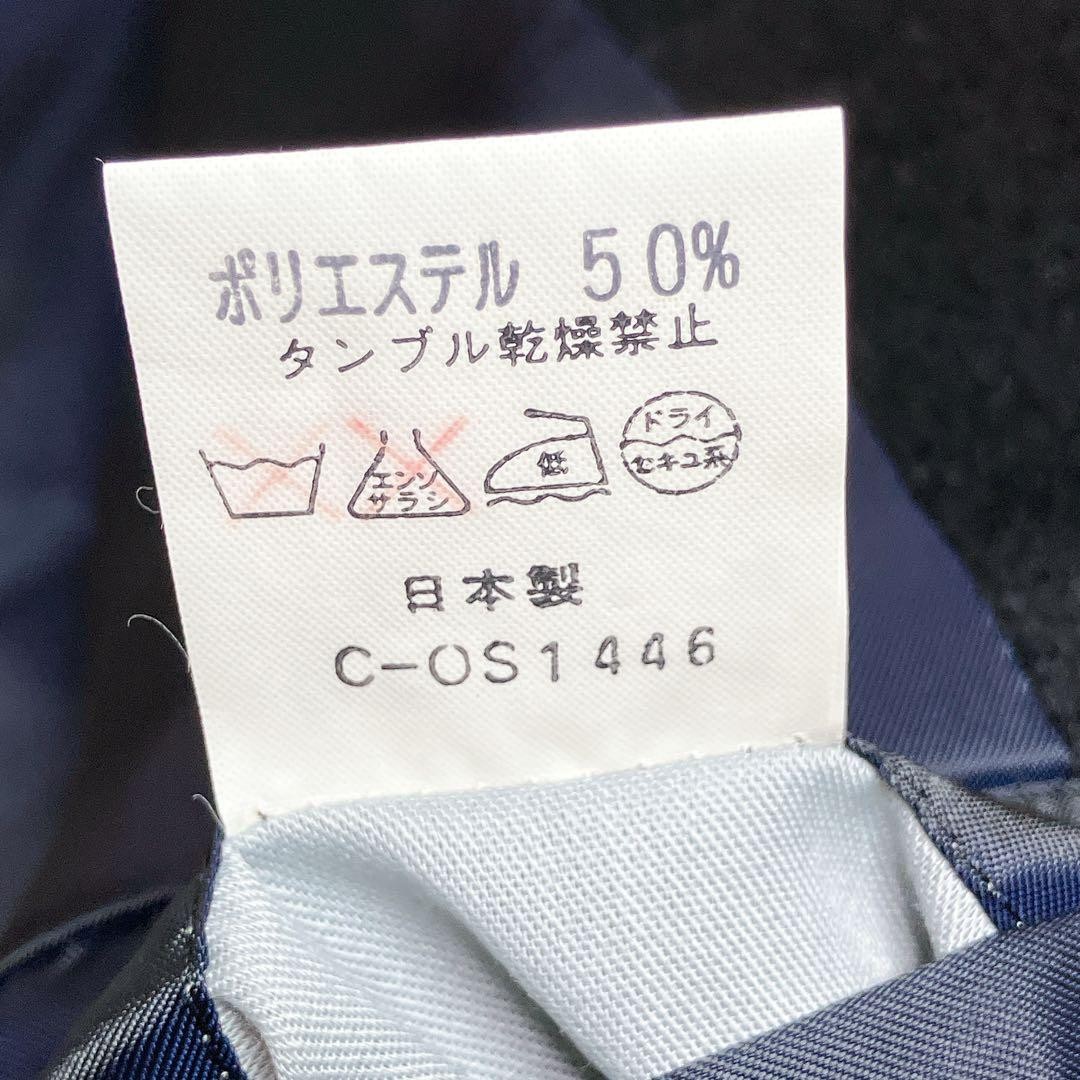 ポリエステル 50%
タンブル乾燥禁止
エンソ
サラシ
低
ドライ
セキユ系
日本製
C-OS1446